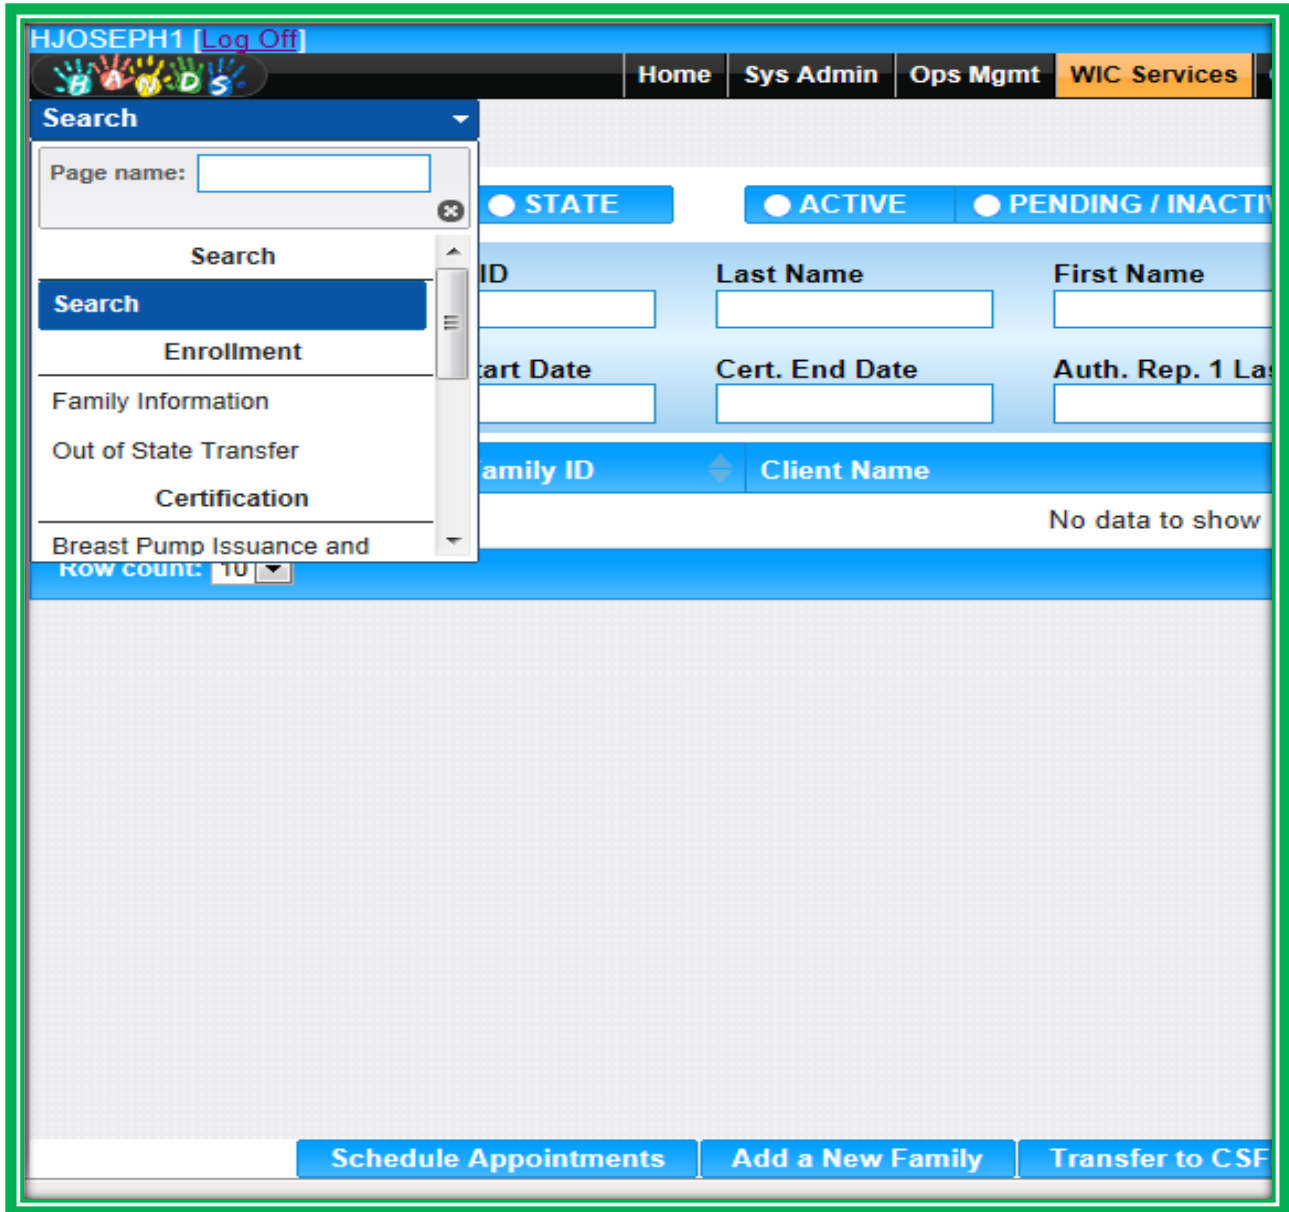 HJOSEPH1 [Log Off]
HANDS Home Sys Admin Ops Mgmt WIC Services
Search
Page name:
STATE ACTIVE PENDING / INACTIV
Search
ID Last Name First Name
Search
Enrollment
tart Date Cert. End Date Auth. Rep. 1 Las
Family Information
Out of State Transfer
amily ID Client Name
Certification
No data to show
Breast Pump Issuance and
Row count: 10
Schedule Appointments Add a New Family Transfer to CSF